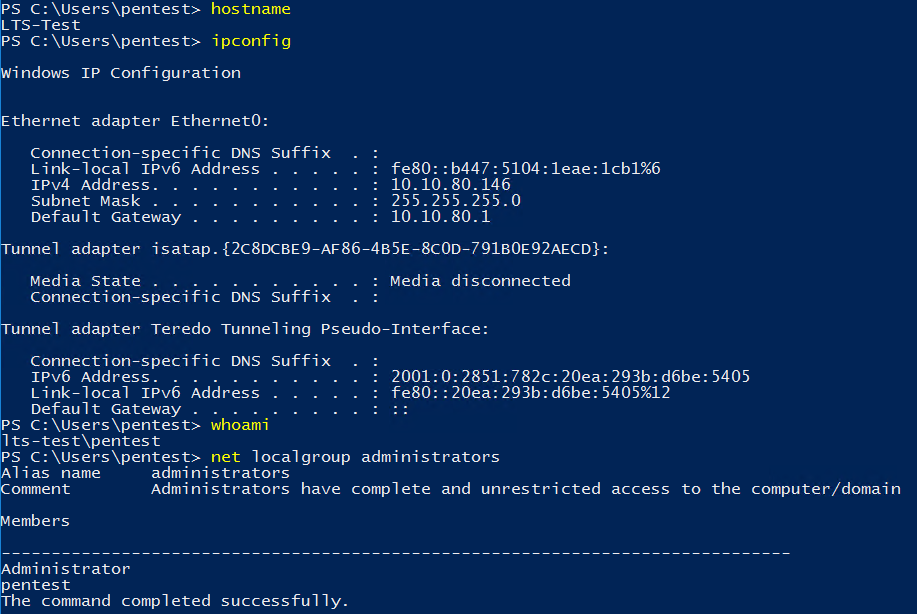 PS C:\Users\pentest> hostname
LTS-Test
PS C:\Users\pentest> ipconfig
Windows IP Configuration
Ethernet adapter Ethernet0:
Connection-specific DNS Suffix  . :
Link-local IPv6 Address . . . . . : fe80::b447:5104:1eae:1cb1%6
IPv4 Address. . . . . . . . . . . : 10.10.80.146
Subnet Mask . . . . . . . . . . . : 255.255.255.0
Default Gateway . . . . . . . . . : 10.10.80.1
Tunnel adapter isatap.{2C8DCBE9-AF86-4B5E-8C0D-791B0E92AECD}:
Media State . . . . . . . . . . . : Media disconnected
Connection-specific DNS Suffix  . :
Tunnel adapter Teredo Tunneling Pseudo-Interface:
Connection-specific DNS Suffix  . :
IPv6 Address. . . . . . . . . . . : 2001:0:2851:782c:20ea:293b:d6be:5405
Link-local IPv6 Address . . . . . : fe80::20ea:293b:d6be:5405%12
Default Gateway . . . . . . . . . : ::
PS C:\Users\pentest> whoami
lts-test\pentest
PS C:\Users\pentest> net localgroup administrators
Alias name     administrators
Comment        Administrators have complete and unrestricted access to the computer/domain
Members
-------------------------------------------------------------------------------
Administrator
pentest
The command completed successfully.